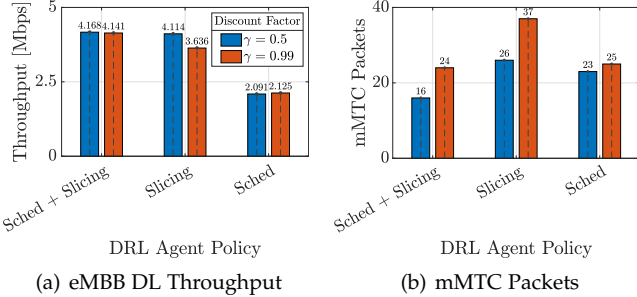 Throughput [Mbps]
5
2.5
0
4.168
4.141
4.114
3.636
2.091
2.125
Discount Factor
γ = 0.5
γ = 0.99
Sched + Slicing
Slicing
Sched
DRL Agent Policy
(a) eMBB DL Throughput
mMTC Packets
40
20
0
16
24
26
37
23
25
Sched + Slicing
Slicing
Sched
DRL Agent Policy
(b) mMTC Packets